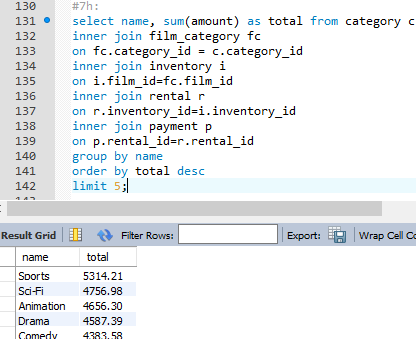 130 #7h:
131 select name, sum(amount) as total from category c
132 inner join film_category fc
133 on fc.category_id = c.category_id
134 inner join inventory i
135 on i.film_id=fc.film_id
136 inner join rental r
137 on r.inventory_id=i.inventory_id
138 inner join payment p
139 on p.rental_id=r.rental_id
140 group by name
141 order by total desc
142 limit 5;
Result Grid Filter Rows: Export: Wrap Cell Co
name total
Sports 5314.21
Sci-Fi 4756.98
Animation 4656.30
Drama 4587.39
Comedy 4383.58